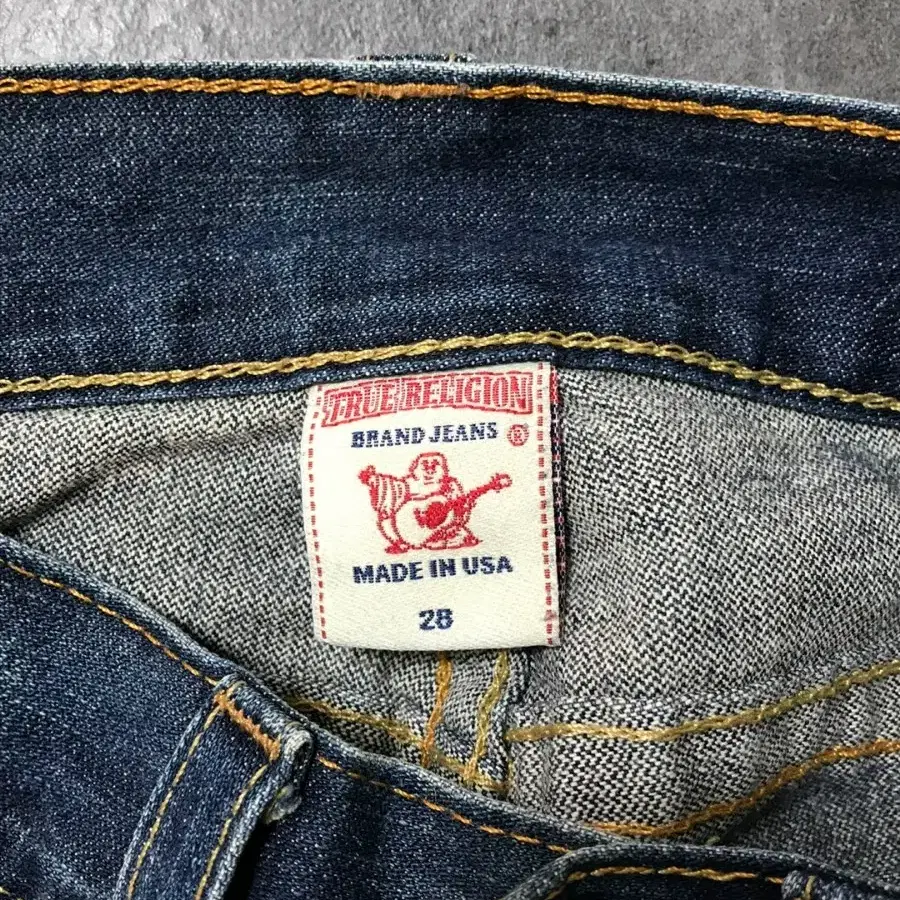 TRUE RELIGION
BRAND JEANS ®
MADE IN USA
28